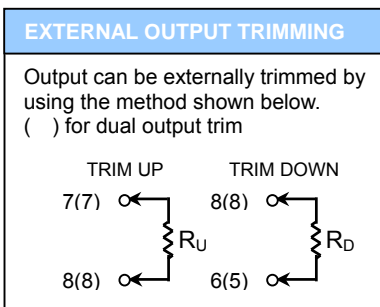 EXTERNAL OUTPUT TRIMMING
Output can be externally trimmed by
using the method shown below.
( ) for dual output trim
TRIM UP TRIM DOWN
7(7) 8(8)
RU RD
8(8) 6(5)